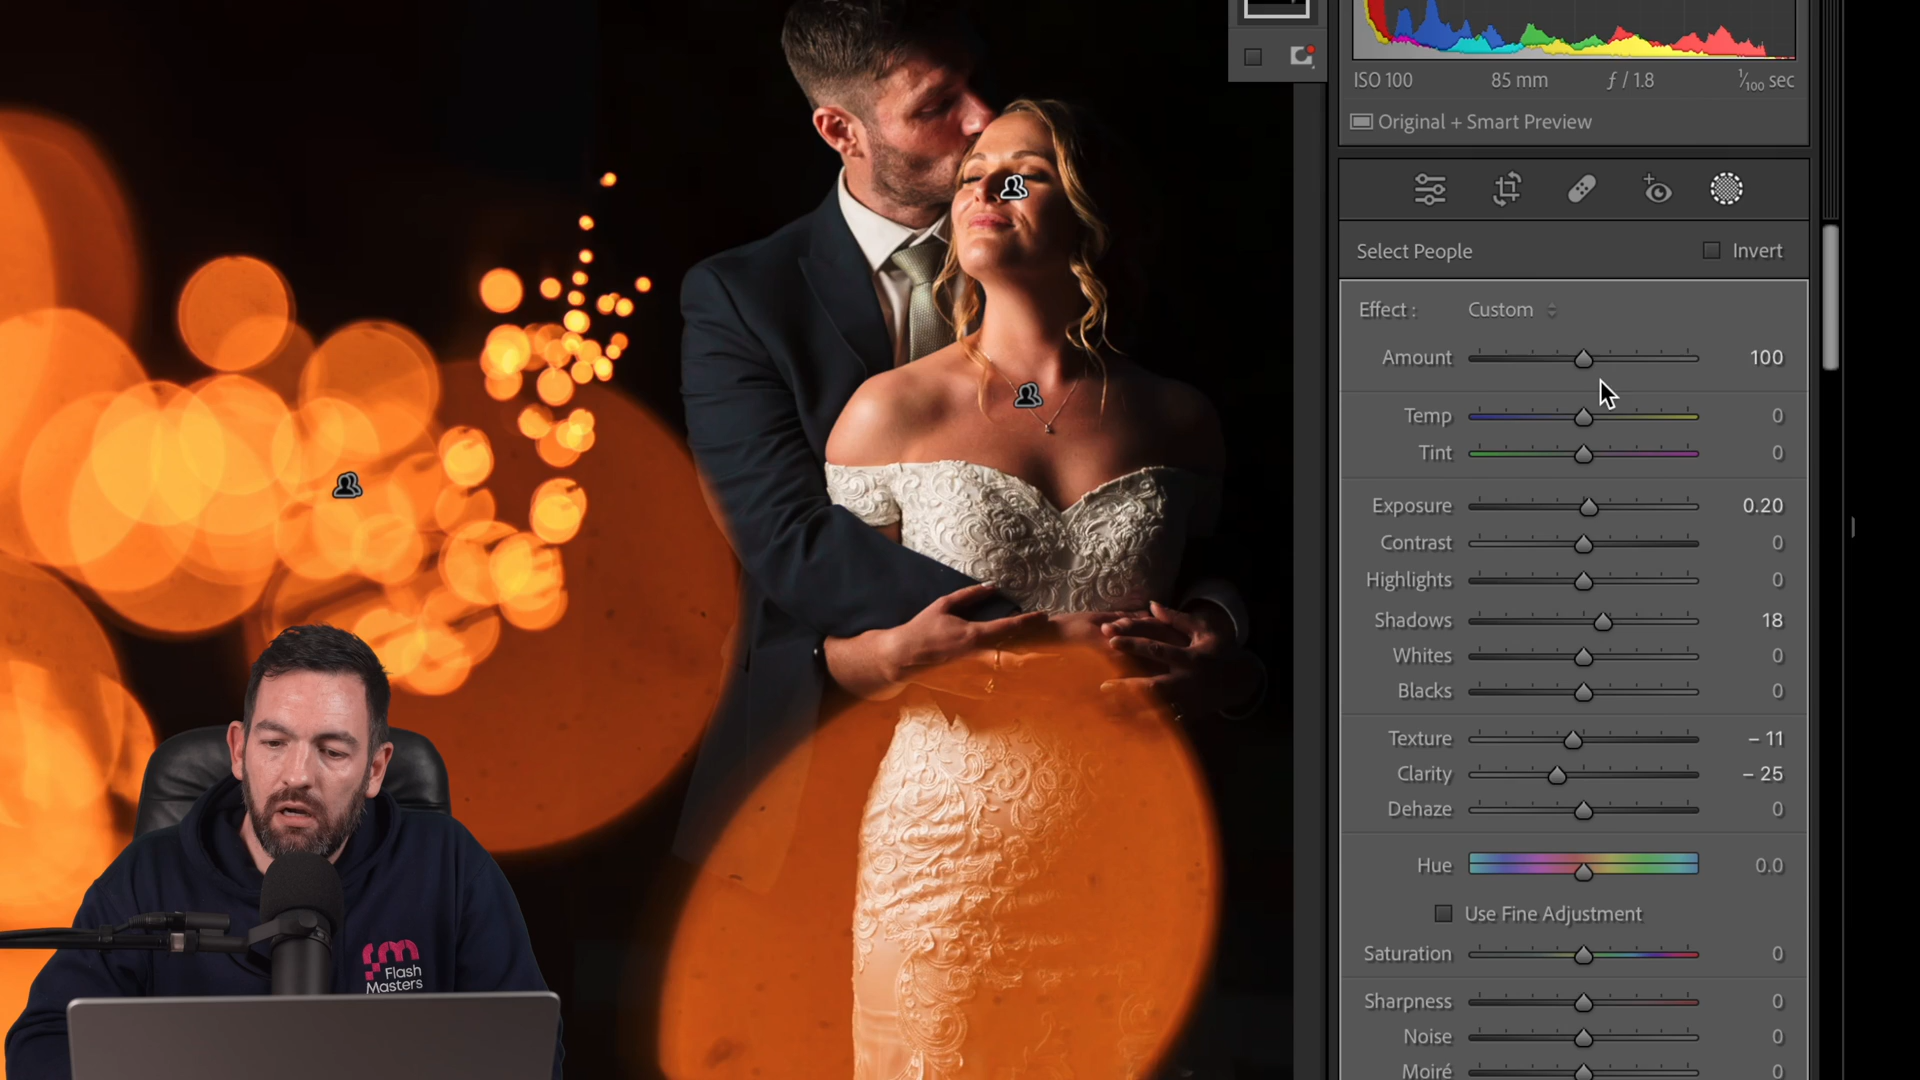 ISO 100 85 mm ƒ / 1.8 1/100 sec
Original + Smart Preview
Select People Invert
Effect : Custom
Amount 100
Temp 0
Tint 0
Exposure 0.20
Contrast 0
Highlights 0
Shadows 18
Whites 0
Blacks 0
Texture – 11
Clarity – 25
Dehaze 0
Hue 0.0
Use Fine Adjustment
Saturation 0
Sharpness 0
Noise 0
Moiré 0
fm
Flash
Masters